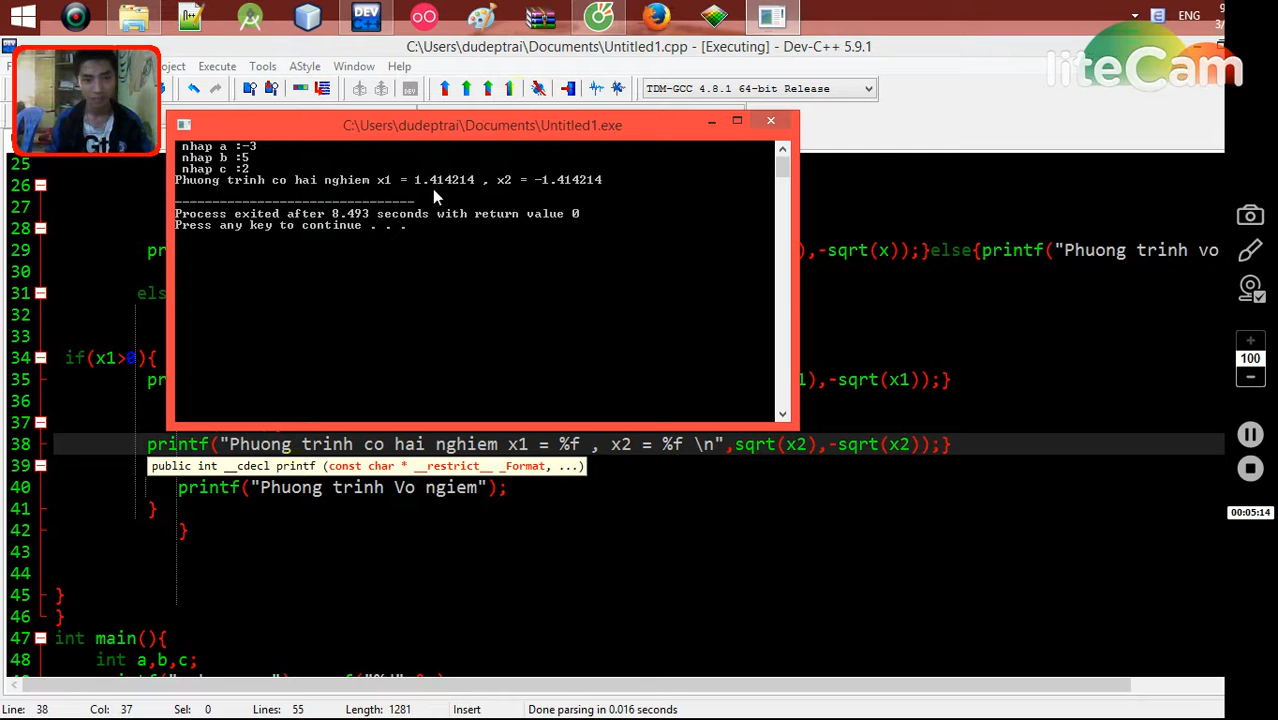 ENG
C:\Users\dudeptrai\Documents\Untitled1.cpp - [Executing] - Dev-C++ 5.9.1
liteCam
Execute Tools AStyle Window Help
TDM-GCC 4.8.1 64-bit Release
C:\Users\dudeptrai\Documents\Untitled1.exe
nhap a :-3
nhap b :5
nhap c :2
Phuong trinh co hai nghiem x1 = 1.414214 , x2 = -1.414214
--------------------------------
Process exited after 8.493 seconds with return value 0
Press any key to continue . . .
25
26
28
29 pr ),-sqrt(x));}else{printf("Phuong trinh vo
30
31 els
32
33
34 if(x1>0){
35 pr 1),-sqrt(x1));}
37
38 printf("Phuong trinh co hai nghiem x1 = %f , x2 = %f \n",sqrt(x2),-sqrt(x2));}
39 public int __cdecl printf (const char * __restrict__ _Format, ...)
40 printf("Phuong trinh Vo ngiem");
41 }
42 }
43
44
45 }
46 }
47 int main(){
48 int a,b,c;
100
00:05:14
Line: 38 Col: 37 Sel: 0 Lines: 55 Length: 1281 Insert Done parsing in 0.016 seconds